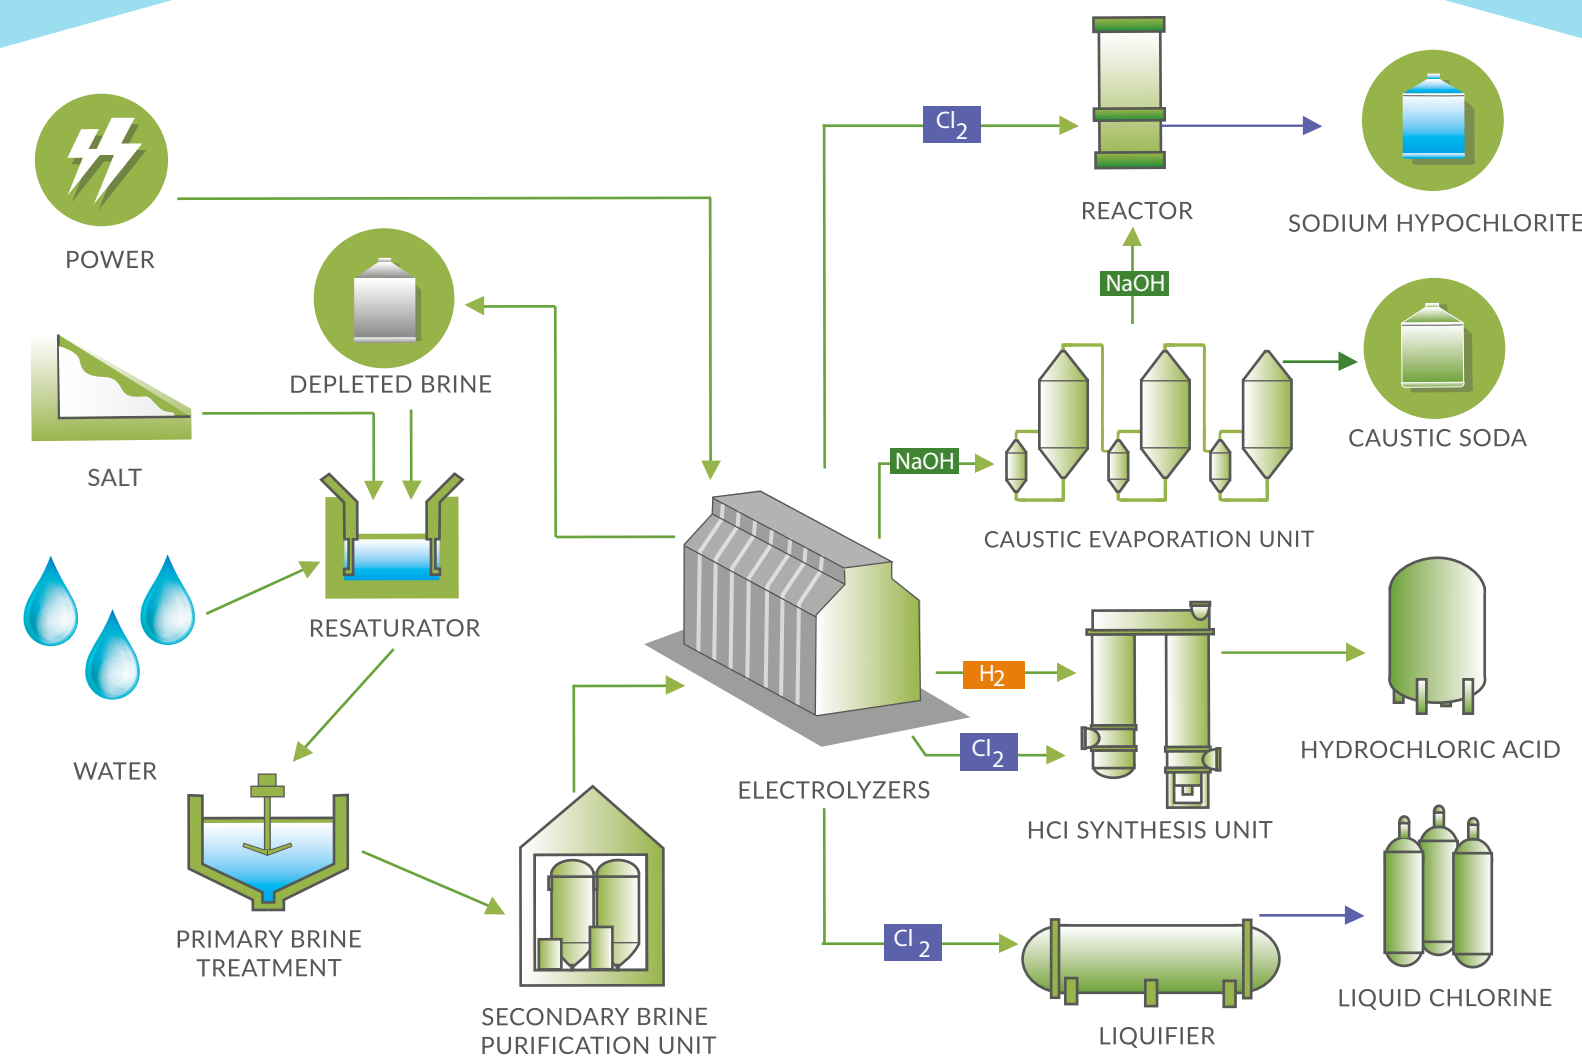 Cl2
REACTOR
SODIUM HYPOCHLORITE
POWER
NaOH
DEPLETED BRINE
CAUSTIC SODA
SALT
NaOH
CAUSTIC EVAPORATION UNIT
RESATURATOR
H2
Cl2
HYDROCHLORIC ACID
WATER
ELECTROLYZERS
HCl SYNTHESIS UNIT
PRIMARY BRINE
TREATMENT
Cl 2
LIQUID CHLORINE
SECONDARY BRINE
PURIFICATION UNIT
LIQUIFIER